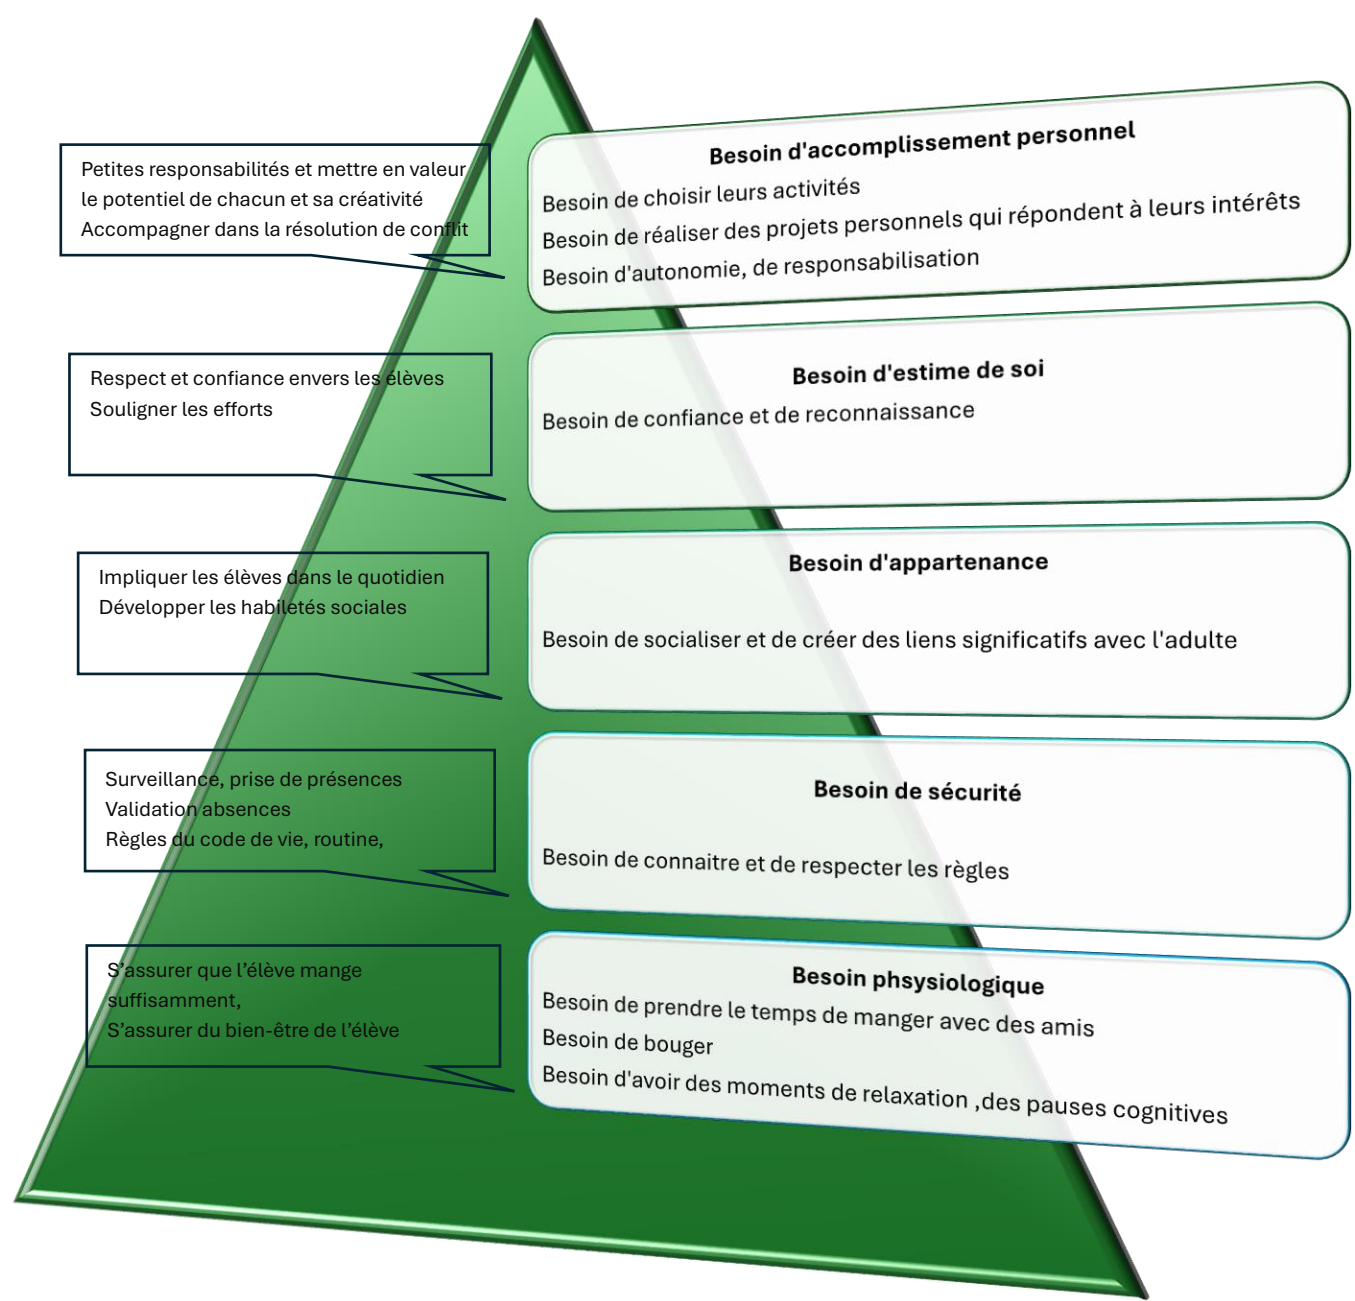 Petites responsabilités et mettre en valeur
le potentiel de chacun et sa créativité
Accompagner dans la résolution de conflit
Besoin d'accomplissement personnel
Besoin de choisir leurs activités
Besoin de réaliser des projets personnels qui répondent à leurs intérêts
Besoin d'autonomie, de responsabilisation
Respect et confiance envers les élèves
Souligner les efforts
Besoin d'estime de soi
Besoin de confiance et de reconnaissance
Impliquer les élèves dans le quotidien
Développer les habiletés sociales
Besoin d'appartenance
Besoin de socialiser et de créer des liens significatifs avec l'adulte
Surveillance, prise de présences
Validation absences
Règles du code de vie, routine,
Besoin de sécurité
Besoin de connaitre et de respecter les règles
S’assurer que l’élève mange
suffisamment,
S’assurer du bien-être de l’élève
Besoin phsysiologique
Besoin de prendre le temps de manger avec des amis
Besoin de bouger
Besoin d'avoir des moments de relaxation ,des pauses cognitives